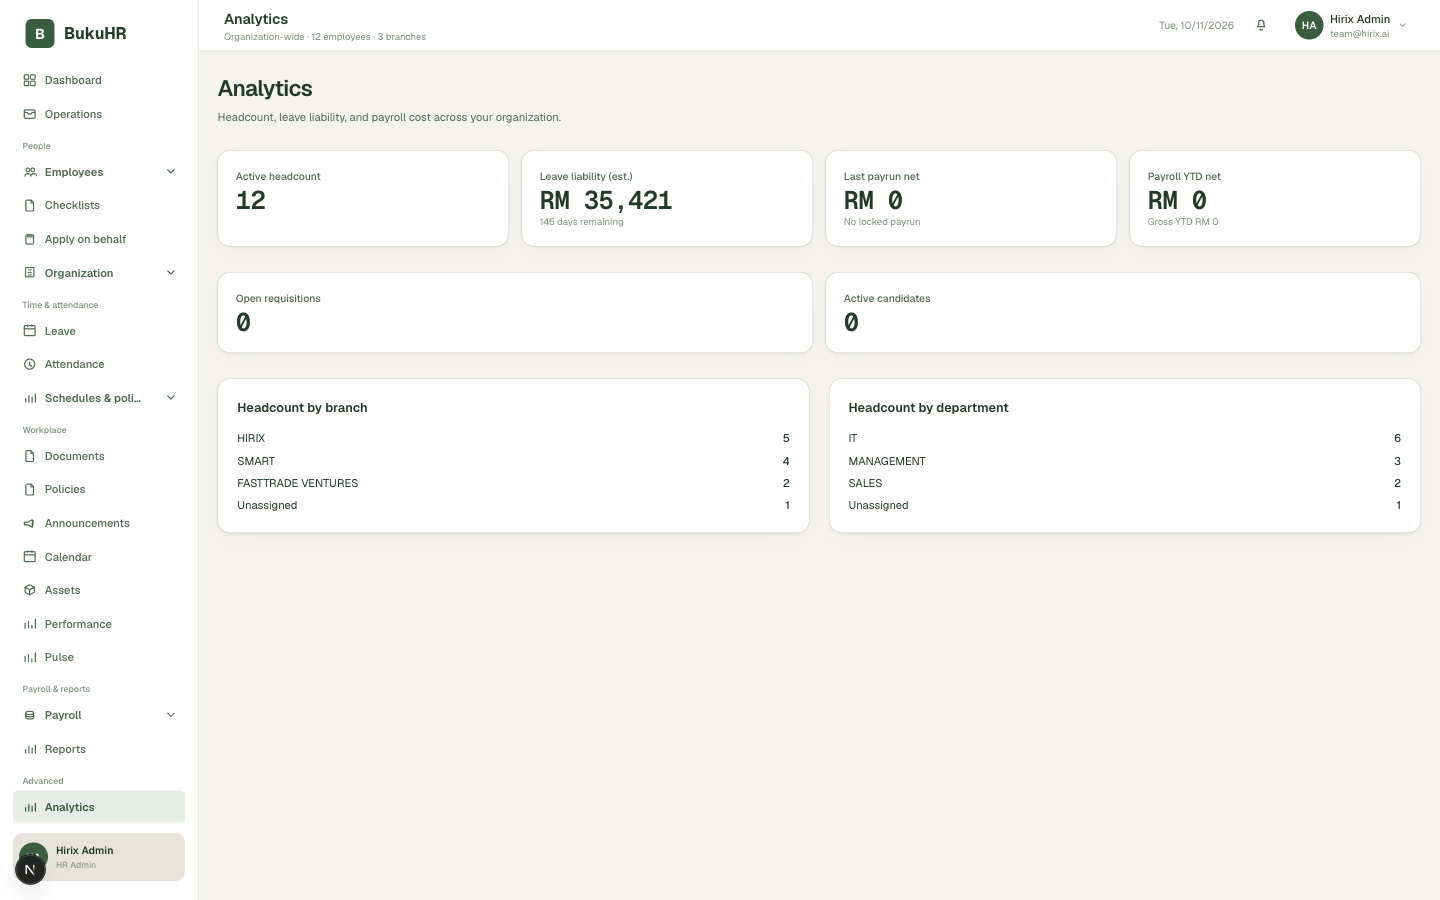 B BukuHR
Dashboard
Operations
People
Employees
Checklists
Apply on behalf
Organization
Time & attendance
Leave
Attendance
Schedules & poli...
Workplace
Documents
Policies
Announcements
Calendar
Assets
Performance
Pulse
Payroll & reports
Payroll
Reports
Advanced
Analytics
Hirix Admin
HR Admin
N
Analytics
Organization-wide · 12 employees · 3 branches
Tue, 10/11/2026
HA
Hirix Admin
team@hirix.ai
Analytics
Headcount, leave liability, and payroll cost across your organization.
Active headcount
12
Leave liability (est.)
RM 35,421
146 days remaining
Last payrun net
RM 0
No locked payrun
Payroll YTD net
RM 0
Gross YTD RM 0
Open requisitions
0
Active candidates
0
Headcount by branch
HIRIX 5
SMART 4
FASTTRADE VENTURES 2
Unassigned 1
Headcount by department
IT 6
MANAGEMENT 3
SALES 2
Unassigned 1